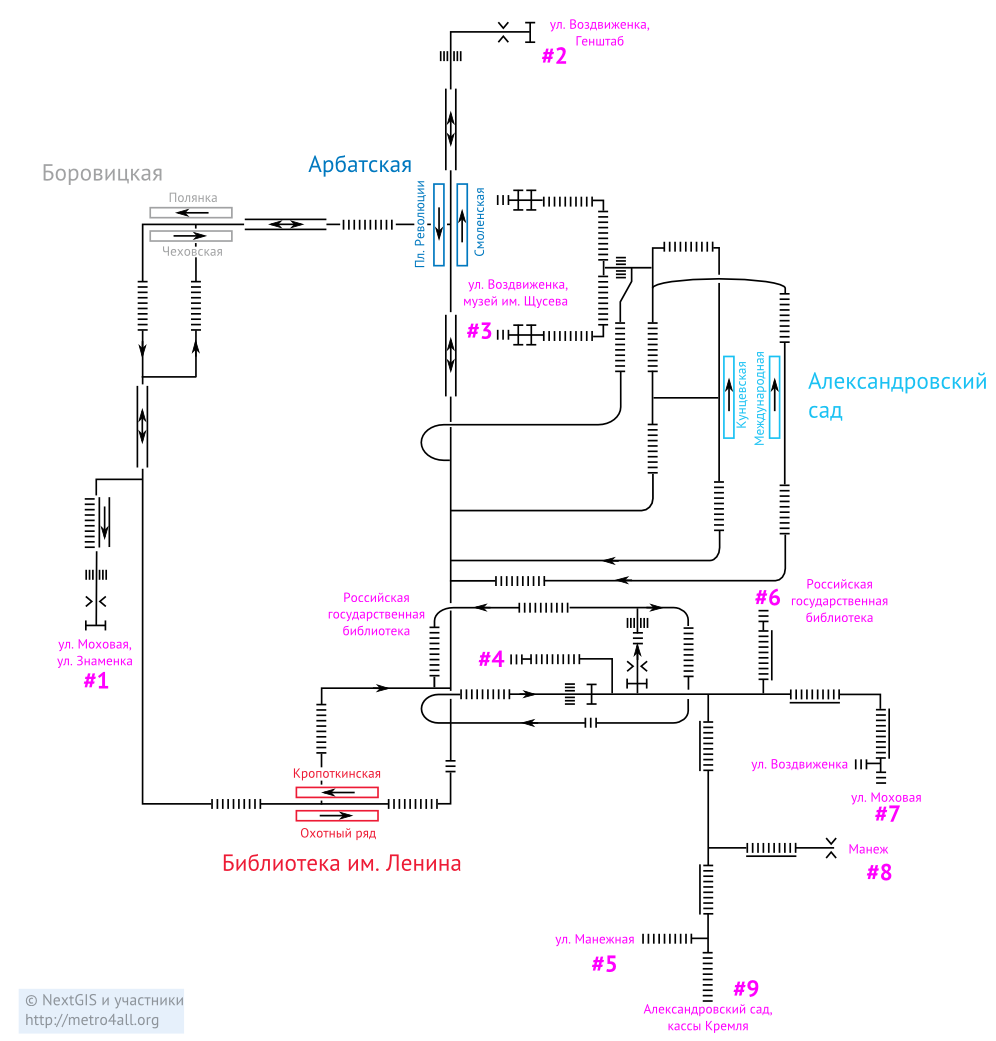 ул. Воздвиженка,
Генштаб
#2
Арбатская
Боровицкая
Полянка
Чеховская
Пл. Революции
Смоленская
ул. Воздвиженка,
музей им. Щусева
#3
Кунцевская
Международная
Александровский
сад
ул. Моховая,
ул. Знаменка
#1
Российская
государственная
библиотека
#4
#6
Российская
государственная
библиотека
Кропоткинская
Охотный ряд
Библиотека им. Ленина
ул. Воздвиженка
ул. Моховая
#7
Манеж
#8
ул. Манежная
#5
#9
Александровский сад,
кассы Кремля
© NextGIS и участники
http://metro4all.org